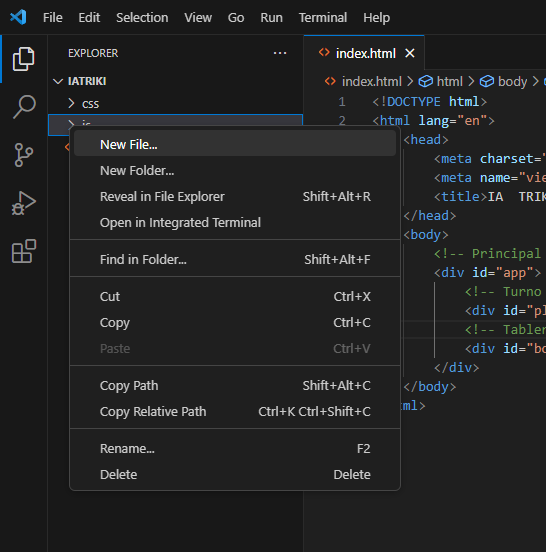 File Edit Selection View Go Run Terminal Help
EXPLORER ···
IATRIKI
css
js
New File...
New Folder...
Reveal in File Explorer Shift+Alt+R
Open in Integrated Terminal
Find in Folder... Shift+Alt+F
Cut Ctrl+X
Copy Ctrl+C
Paste Ctrl+V
Copy Path Shift+Alt+C
Copy Relative Path Ctrl+K Ctrl+Shift+C
Rename... F2
Delete Delete
<> index.html ×
<> index.html > html > body >
1 <!DOCTYPE html>
2 <html lang="en">
<head>
<meta charset="
<meta name="vie
<title>IA TRIK
</head>
<body>
<!-- Principal
<div id="app">
<!-- Turno
<div id="pl
<!-- Tabler
<div id="bo
</div>
</body>
tml>